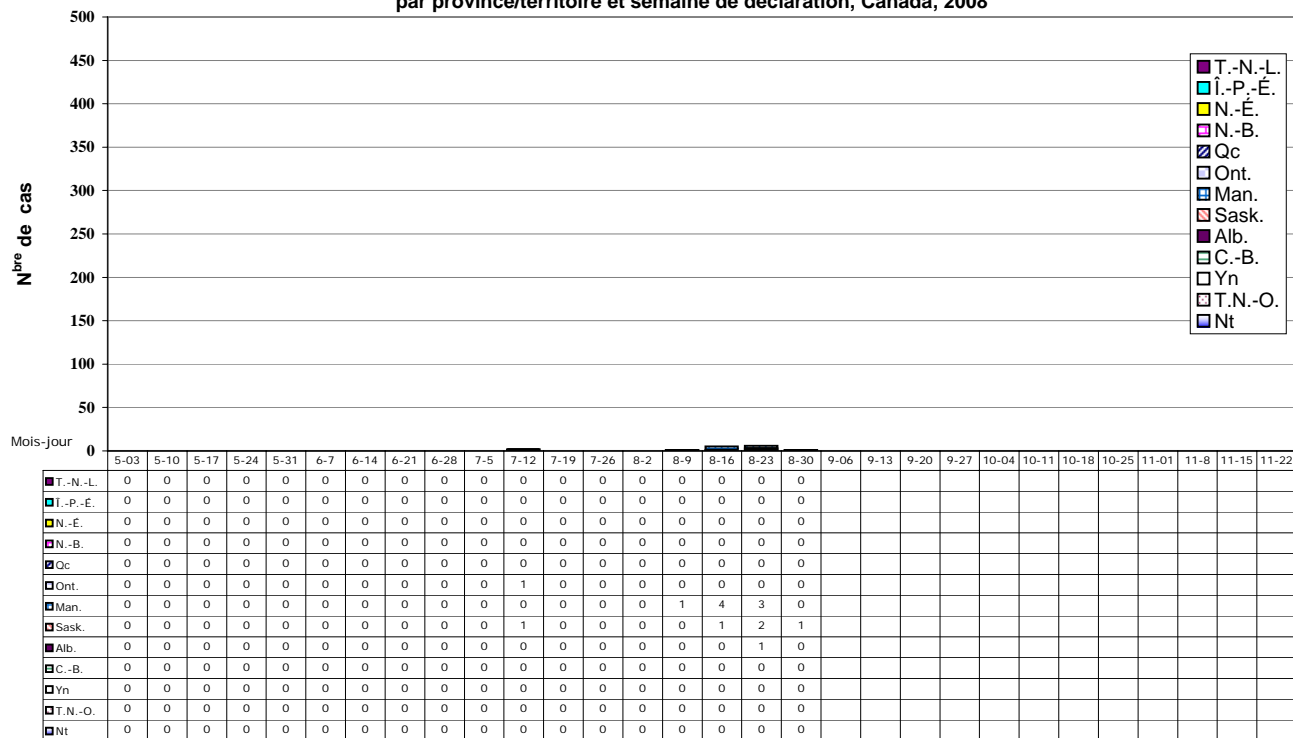 par province/territoire et semaine de déclaration, Canada, 2008
500
450
400
350
300
250
200
150
100
50
0
Nbre de cas
Mois-jour
T.-N.-L.
Î.-P.-É.
N.-É.
N.-B.
Qc
Ont.
Man.
Sask.
Alb.
C.-B.
Yn
T.N.-O.
Nt
5-03 5-10 5-17 5-24 5-31 6-7 6-14 6-21 6-28 7-5 7-12 7-19 7-26 8-2 8-9 8-16 8-23 8-30 9-06 9-13 9-20 9-27 10-04 10-11 10-18 10-25 11-01 11-8 11-15 11-22
T.-N.-L. 0 0 0 0 0 0 0 0 0 0 0 0 0 0 0 0 0 0
Î.-P.-É. 0 0 0 0 0 0 0 0 0 0 0 0 0 0 0 0 0 0
N.-É. 0 0 0 0 0 0 0 0 0 0 0 0 0 0 0 0 0 0
N.-B. 0 0 0 0 0 0 0 0 0 0 0 0 0 0 0 0 0 0
Qc 0 0 0 0 0 0 0 0 0 0 0 0 0 0 0 0 0 0
Ont. 0 0 0 0 0 0 0 0 0 0 1 0 0 0 0 0 0 0
Man. 0 0 0 0 0 0 0 0 0 0 0 0 0 0 1 4 3 0
Sask. 0 0 0 0 0 0 0 0 0 0 1 0 0 0 0 1 2 1
Alb. 0 0 0 0 0 0 0 0 0 0 0 0 0 0 0 0 1 0
C.-B. 0 0 0 0 0 0 0 0 0 0 0 0 0 0 0 0 0 0
Yn 0 0 0 0 0 0 0 0 0 0 0 0 0 0 0 0 0 0
T.N.-O. 0 0 0 0 0 0 0 0 0 0 0 0 0 0 0 0 0 0
Nt 0 0 0 0 0 0 0 0 0 0 0 0 0 0 0 0 0 0